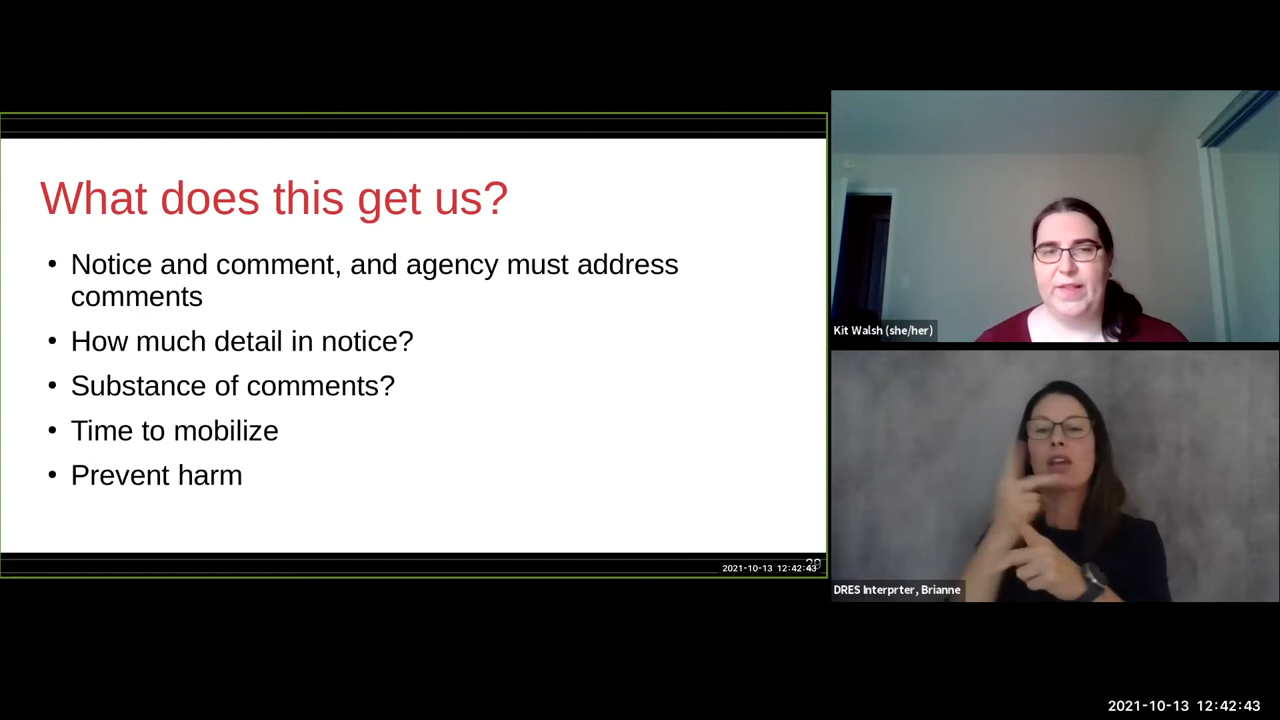 What does this get us?
• Notice and comment, and agency must address
comments
• How much detail in notice?
• Substance of comments?
• Time to mobilize
• Prevent harm
2021-10-13 12:42:43
Kit Walsh (she/her)
DRES Interprter, Brianne
2021-10-13 12:42:43